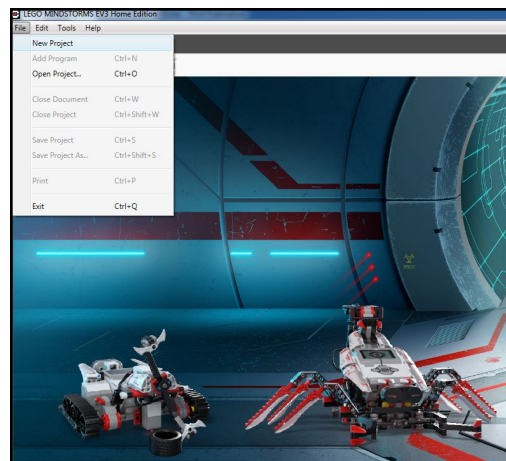 LEGO MINDSTORMS EV3 Home Edition
File Edit Tools Help
New Project
Add Program Ctrl+N
Open Project... Ctrl+O
Close Document Ctrl+W
Close Project Ctrl+Shift+W
Save Project Ctrl+S
Save Project As... Ctrl+Shift+S
Print Ctrl+P
Exit Ctrl+Q